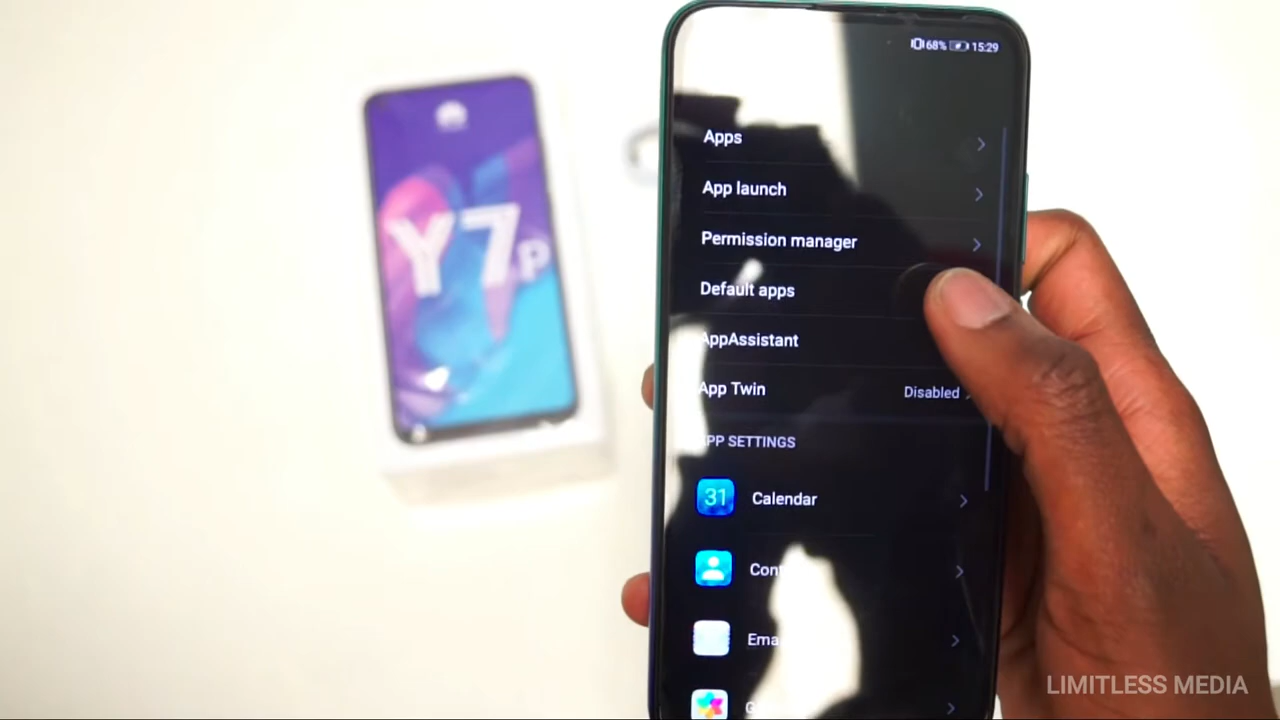 Y7p
68% 15:29
Apps
App launch
Permission manager
Default apps
AppAssistant
App Twin Disabled
APP SETTINGS
31 Calendar
LIMITLESS MEDIA